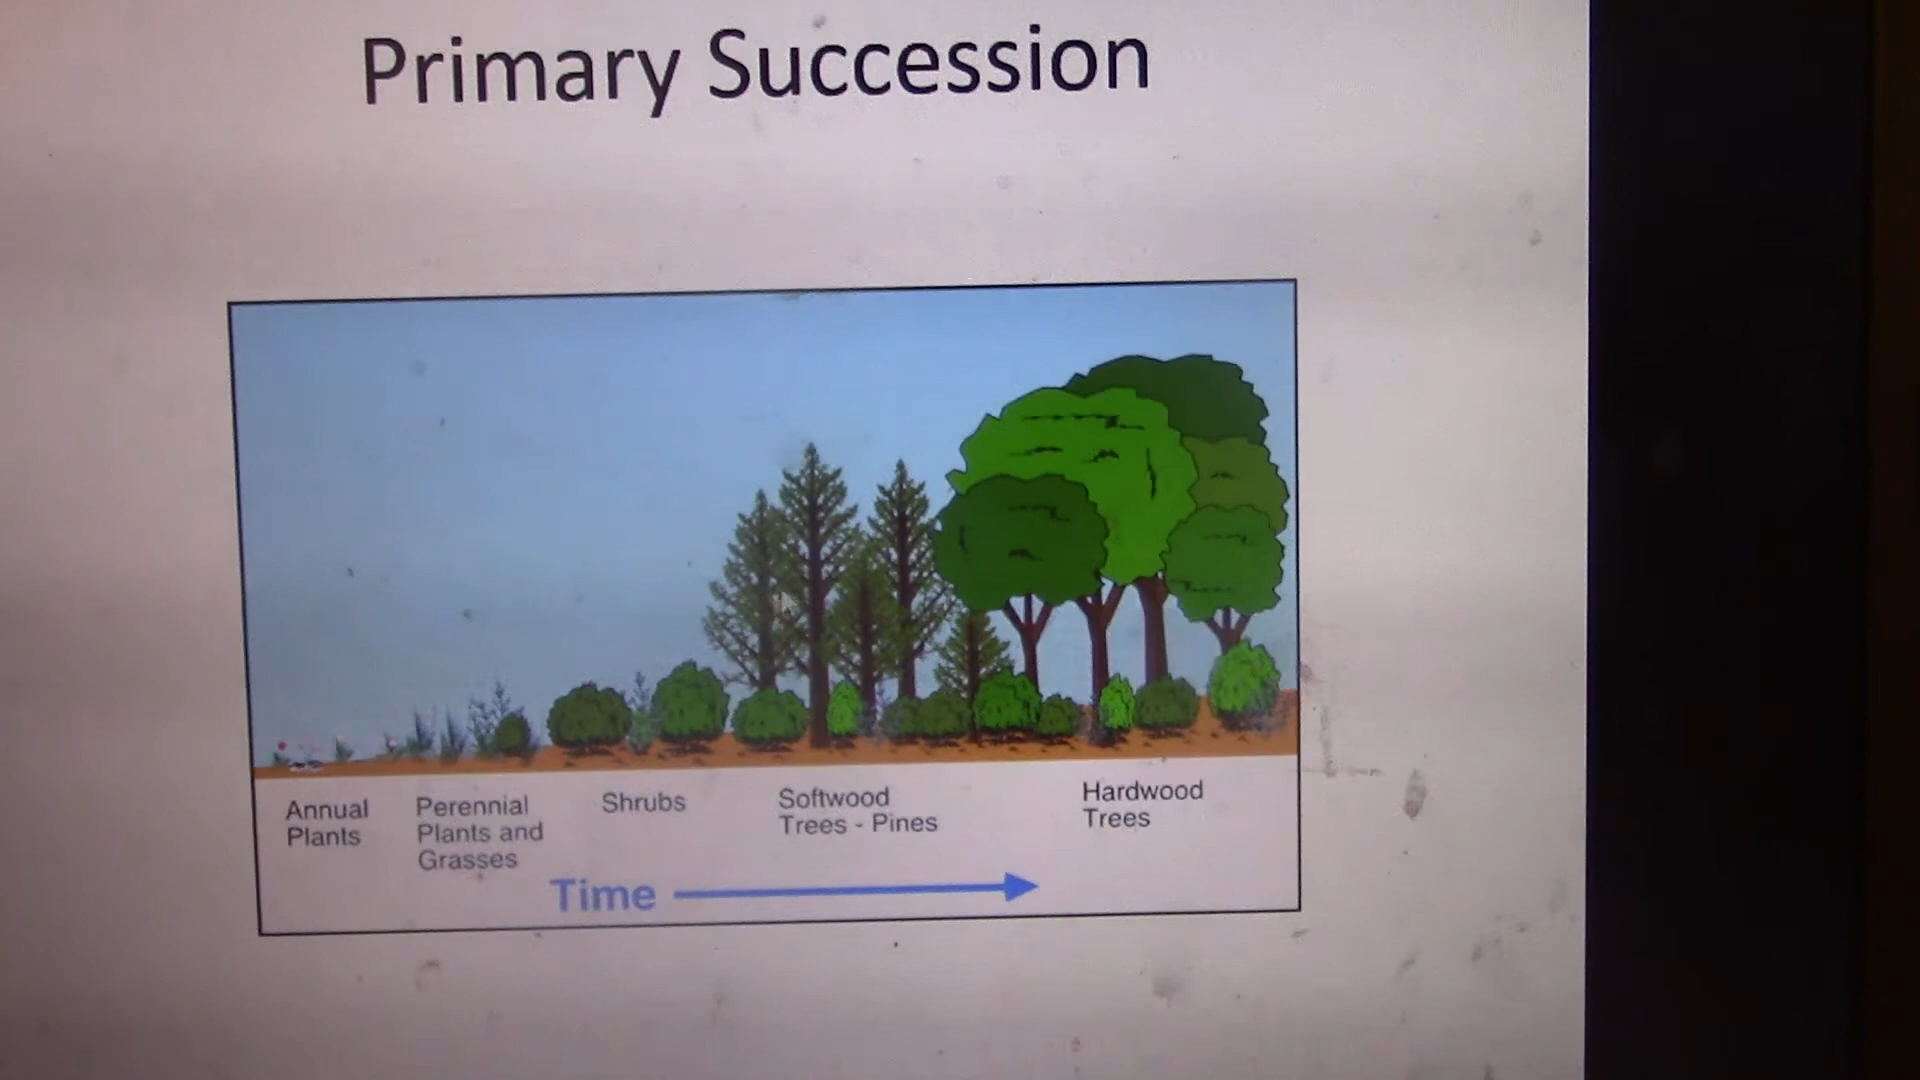 Primary Succession
Annual
Plants
Perennial
Plants and
Grasses
Shrubs
Softwood
Trees - Pines
Hardwood
Trees
Time